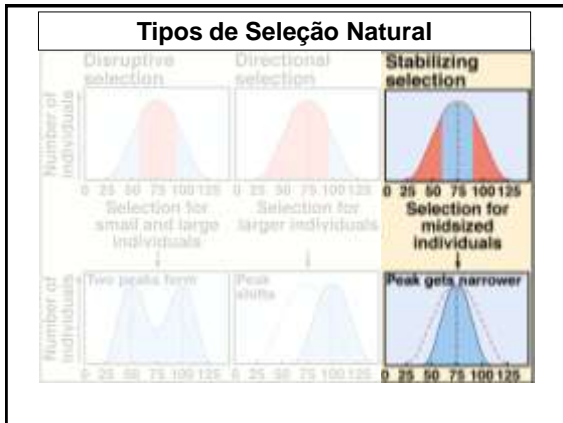 Tipos de Seleção Natural
Disruptive
selection
Directional
selection
Stabilizing
selection
Number of
individuals
0 25 50 75 100 125
0 25 50 75 100 125
0 25 50 75 100 125
Selection for
small and large
individuals
Selection for
larger individuals
Selection for
midsized
individuals
Number of
individuals
Two peaks form
Peak
shifts
Peak gets narrower
0 25 50 75 100 125
0 25 50 75 100 125
0 25 50 75 100 125